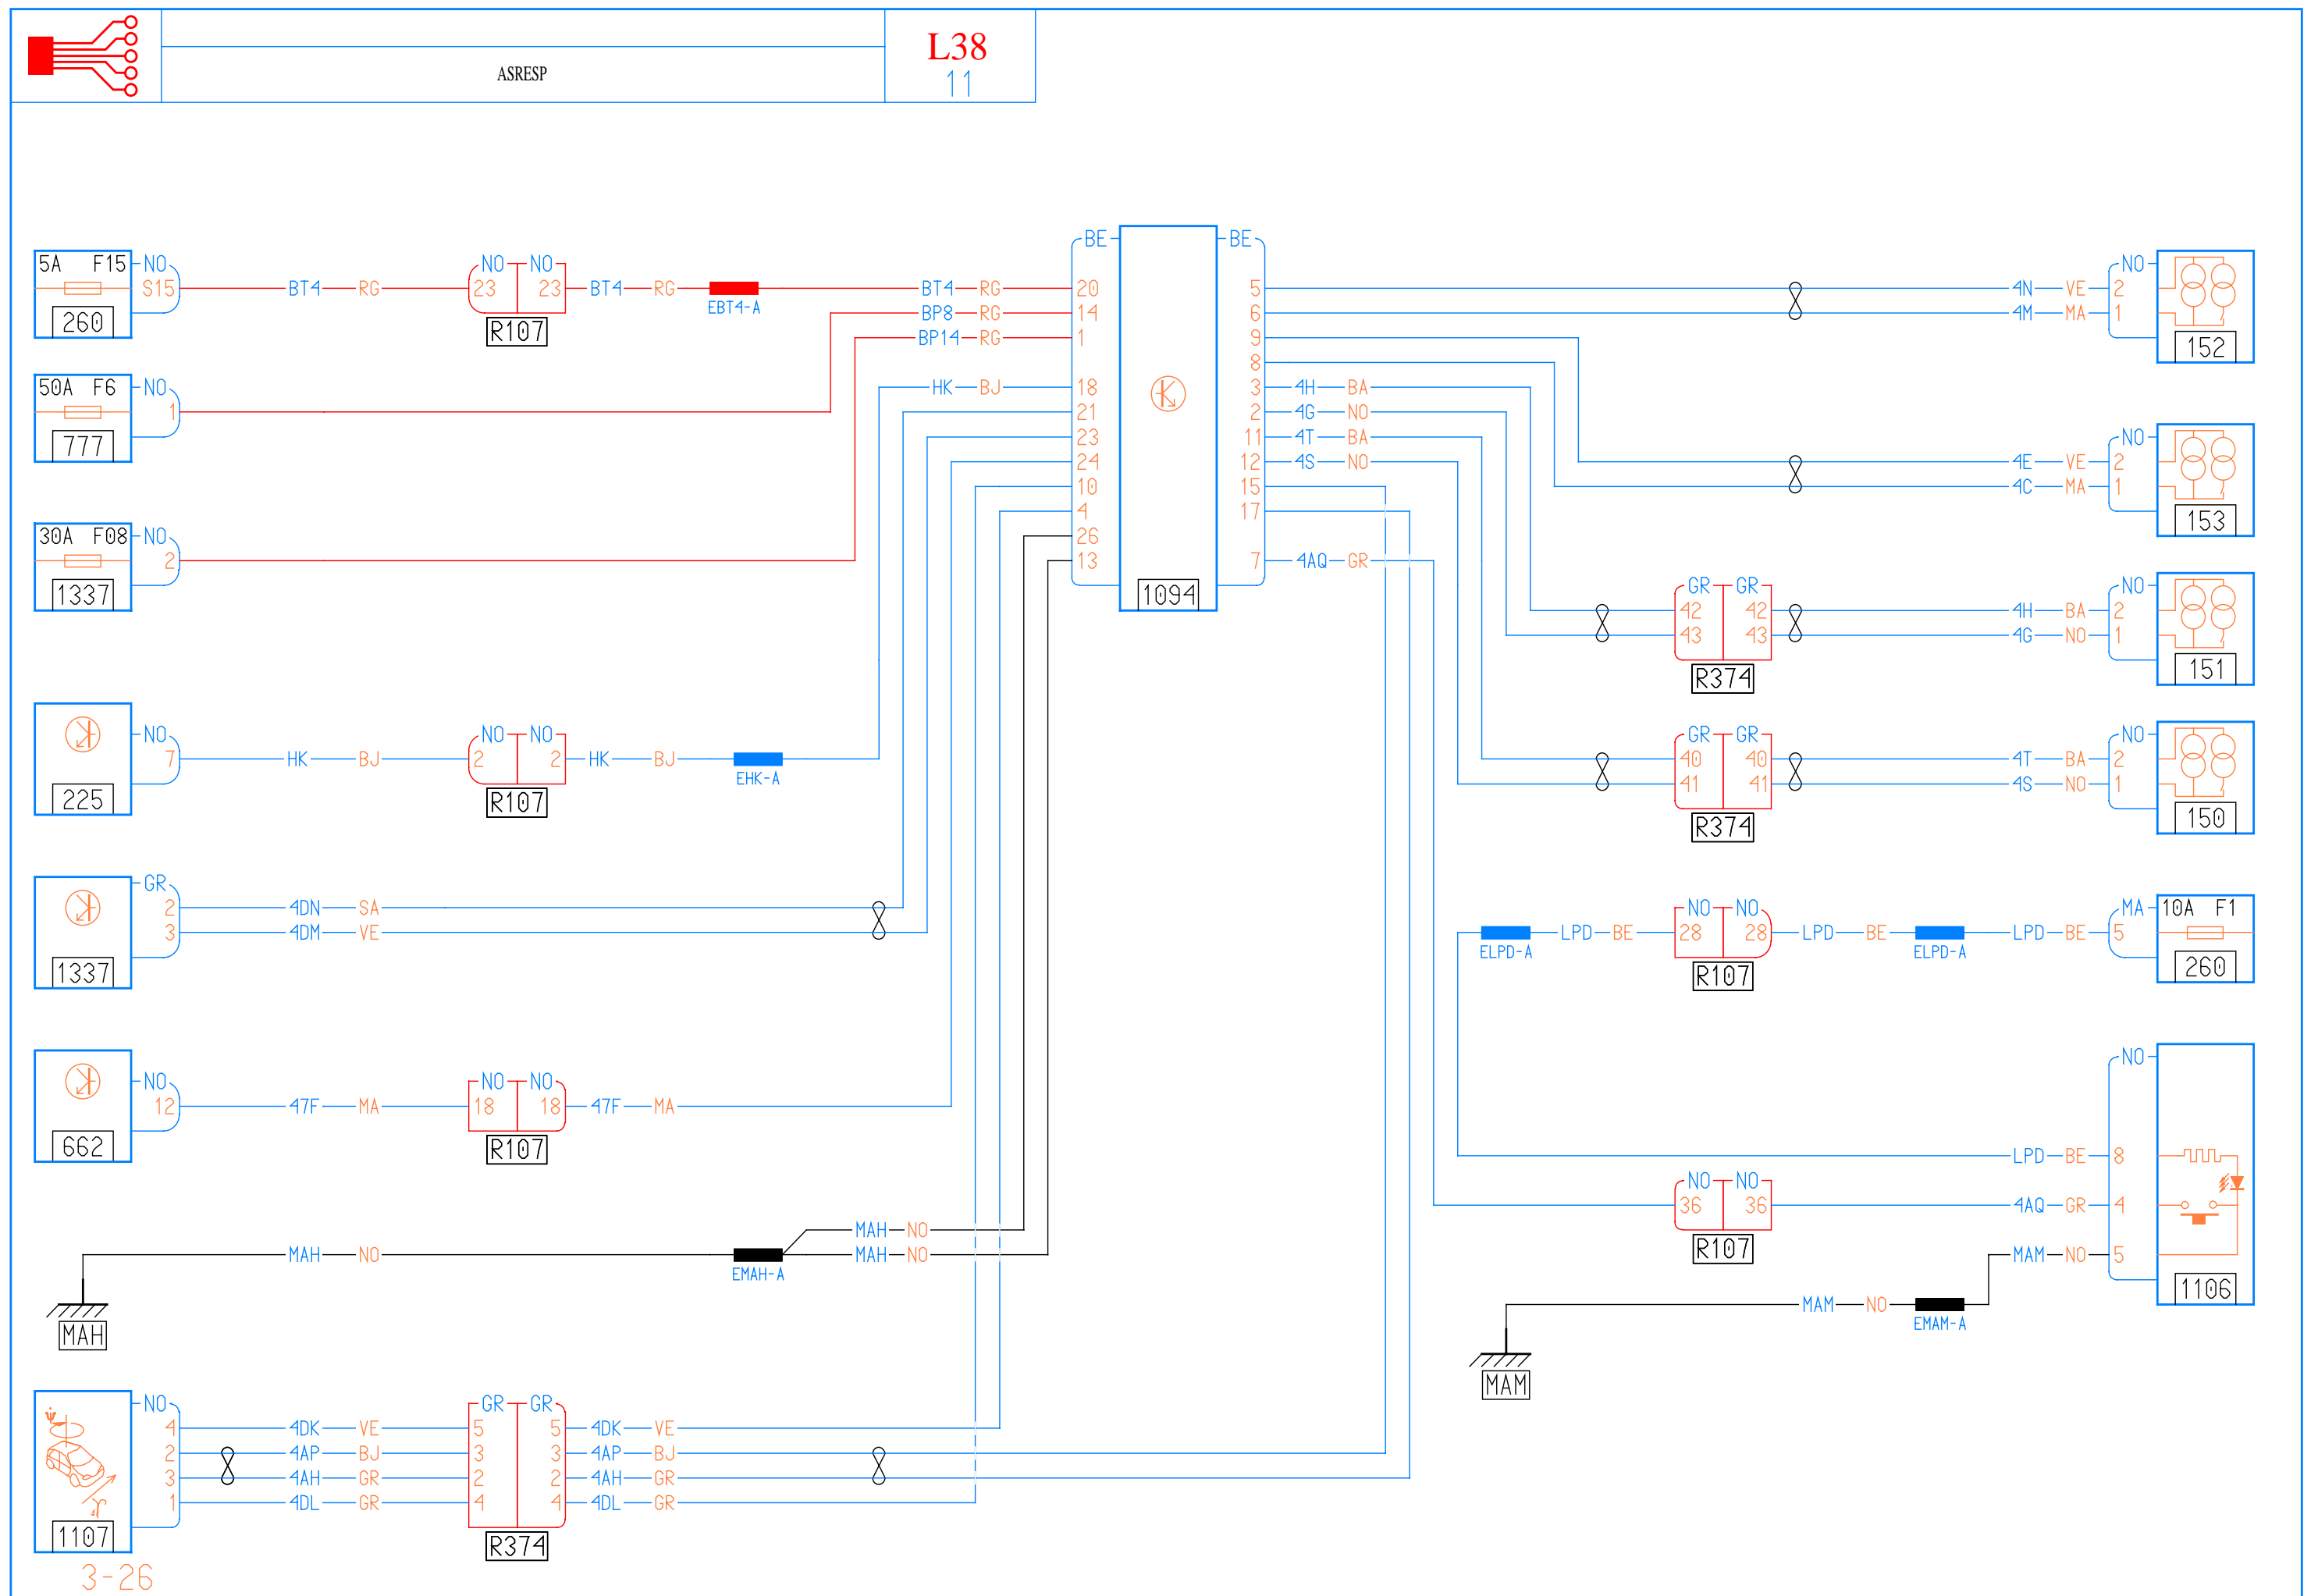 L38
ASRESP
11
BE BE
5A F15 NO NO NO NO
S15 BT4 RG 23 23 BT4 RG BT4 RG 20 5 4N VE 2
EBT4-A
260 R107 BP8 RG 14 6 4M MA 1
BP14 RG 1 9 152
8
50A F6 NO HK BJ 18 3 4H BA
1 21 2 4G NO
777 23 11 4T BA NO
24 12 4S NO 4E VE 2
10 15 4C MA 1
4 17 153
30A F08 NO 26
2 13 7 4AQ GR
1337 1094 GR GR NO
42 42 4H BA 2
43 43 4G NO 1
R374 151
NO NO NO GR GR NO
7 HK BJ 2 2 HK BJ 40 40 4T BA 2
EHK-A
225 R107 41 41 4S NO 1
R374 150
GR
2 4DN SA NO NO MA 10A F1
3 4DM VE LPD BE 28 28 LPD BE LPD BE 5
ELPD-A ELPD-A
1337 R107 260
NO NO NO NO
12 47F MA 18 18 47F MA
662 R107 LPD BE 8
NO NO
36 36 4AQ GR 4
MAH NO
MAH NO MAH NO R107 MAM NO 5
EMAH-A
1106
MAM NO
EMAM-A
MAH
MAM
NO GR GR
4 4DK VE 5 5 4DK VE
2 4AP BJ 3 3 4AP BJ
3 4AH GR 2 2 4AH GR
1 4DL GR 4 4 4DL GR
1107 R374
3-26